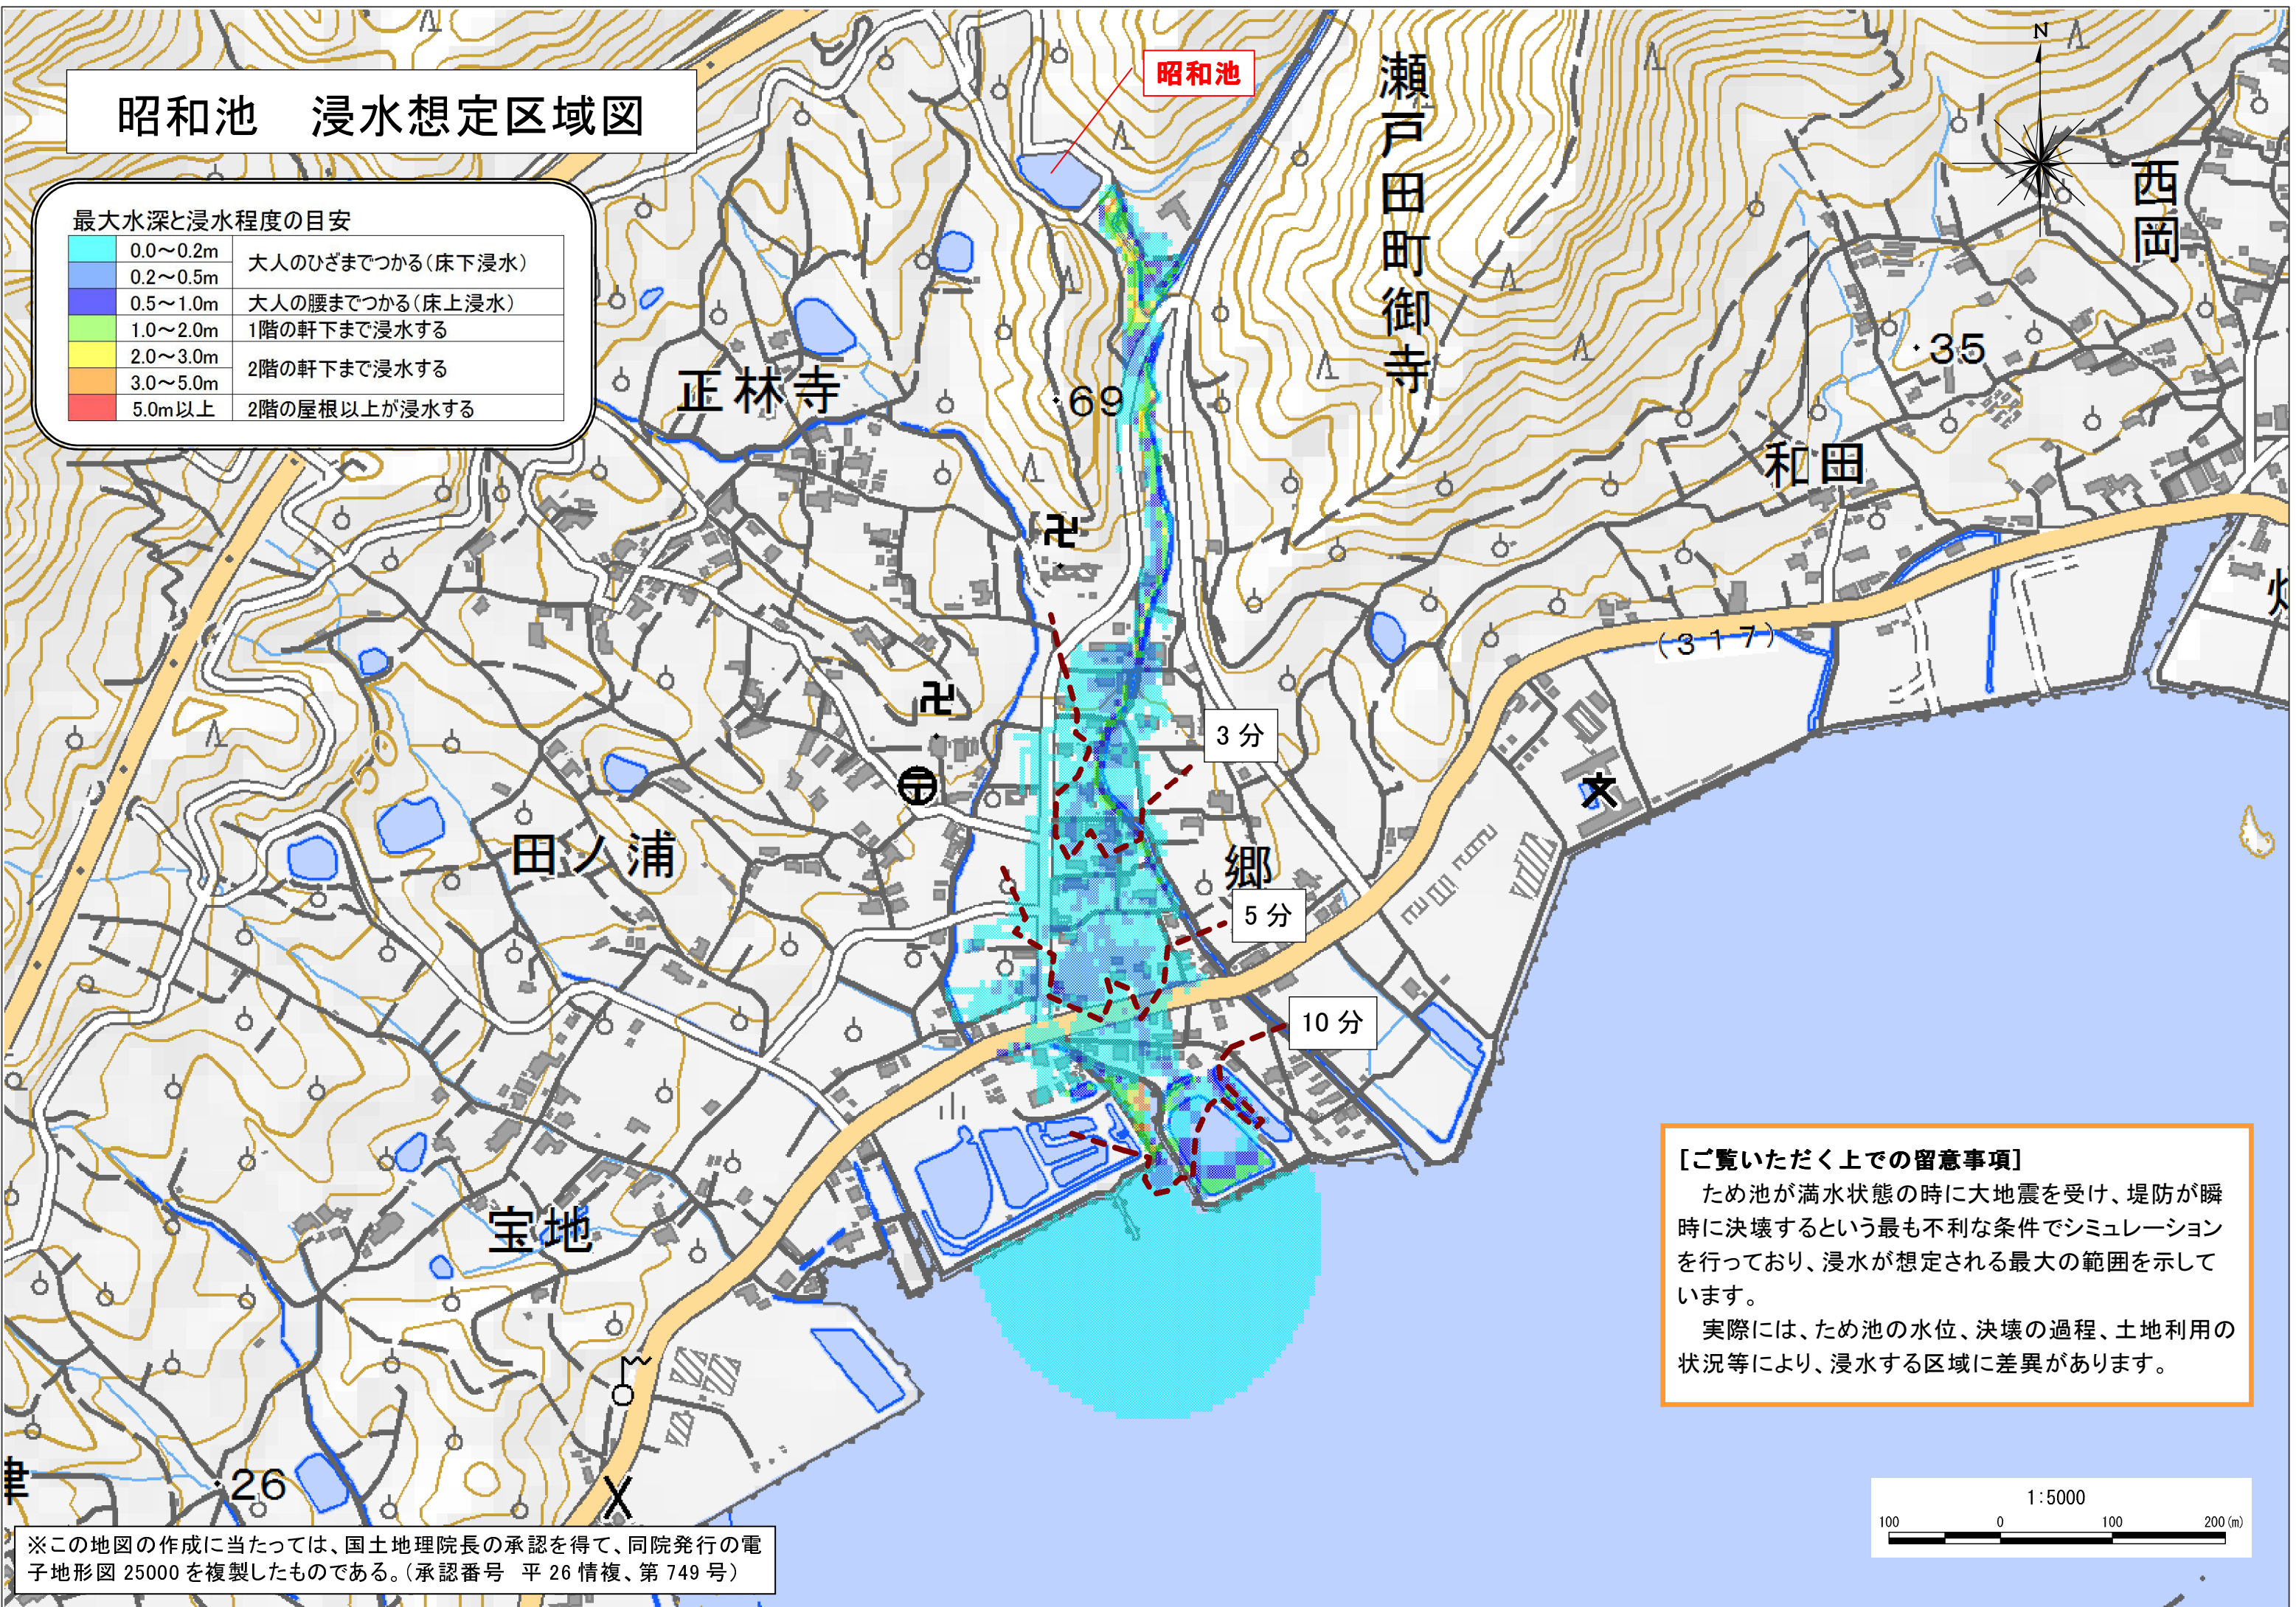 昭和池　浸水想定区域図
最大水深と浸水程度の目安
0.0～0.2m
大人のひざまでつかる(床下浸水)
0.2～0.5m
0.5～1.0m 大人の腰までつかる(床上浸水)
1.0～2.0m 1階の軒下まで浸水する
2.0～3.0m
2階の軒下まで浸水する
3.0～5.0m
5.0m以上 2階の屋根以上が浸水する
昭和池
瀬戸田町御寺
N
西岡
35
正林寺
69
和田
(317)
50
3分
田ノ浦
郷
5分
10分
宝地
26
津
[ご覧いただく上での留意事項]
　ため池が満水状態の時に大地震を受け、堤防が瞬
時に決壊するという最も不利な条件でシミュレーション
を行っており、浸水が想定される最大の範囲を示して
います。
　実際には、ため池の水位、決壊の過程、土地利用の
状況等により、浸水する区域に差異があります。
1:5000
100 0 100 200(m)
※この地図の作成に当たっては、国土地理院長の承認を得て、同院発行の電
子地形図 25000 を複製したものである。(承認番号　平 26 情複、第 749 号)